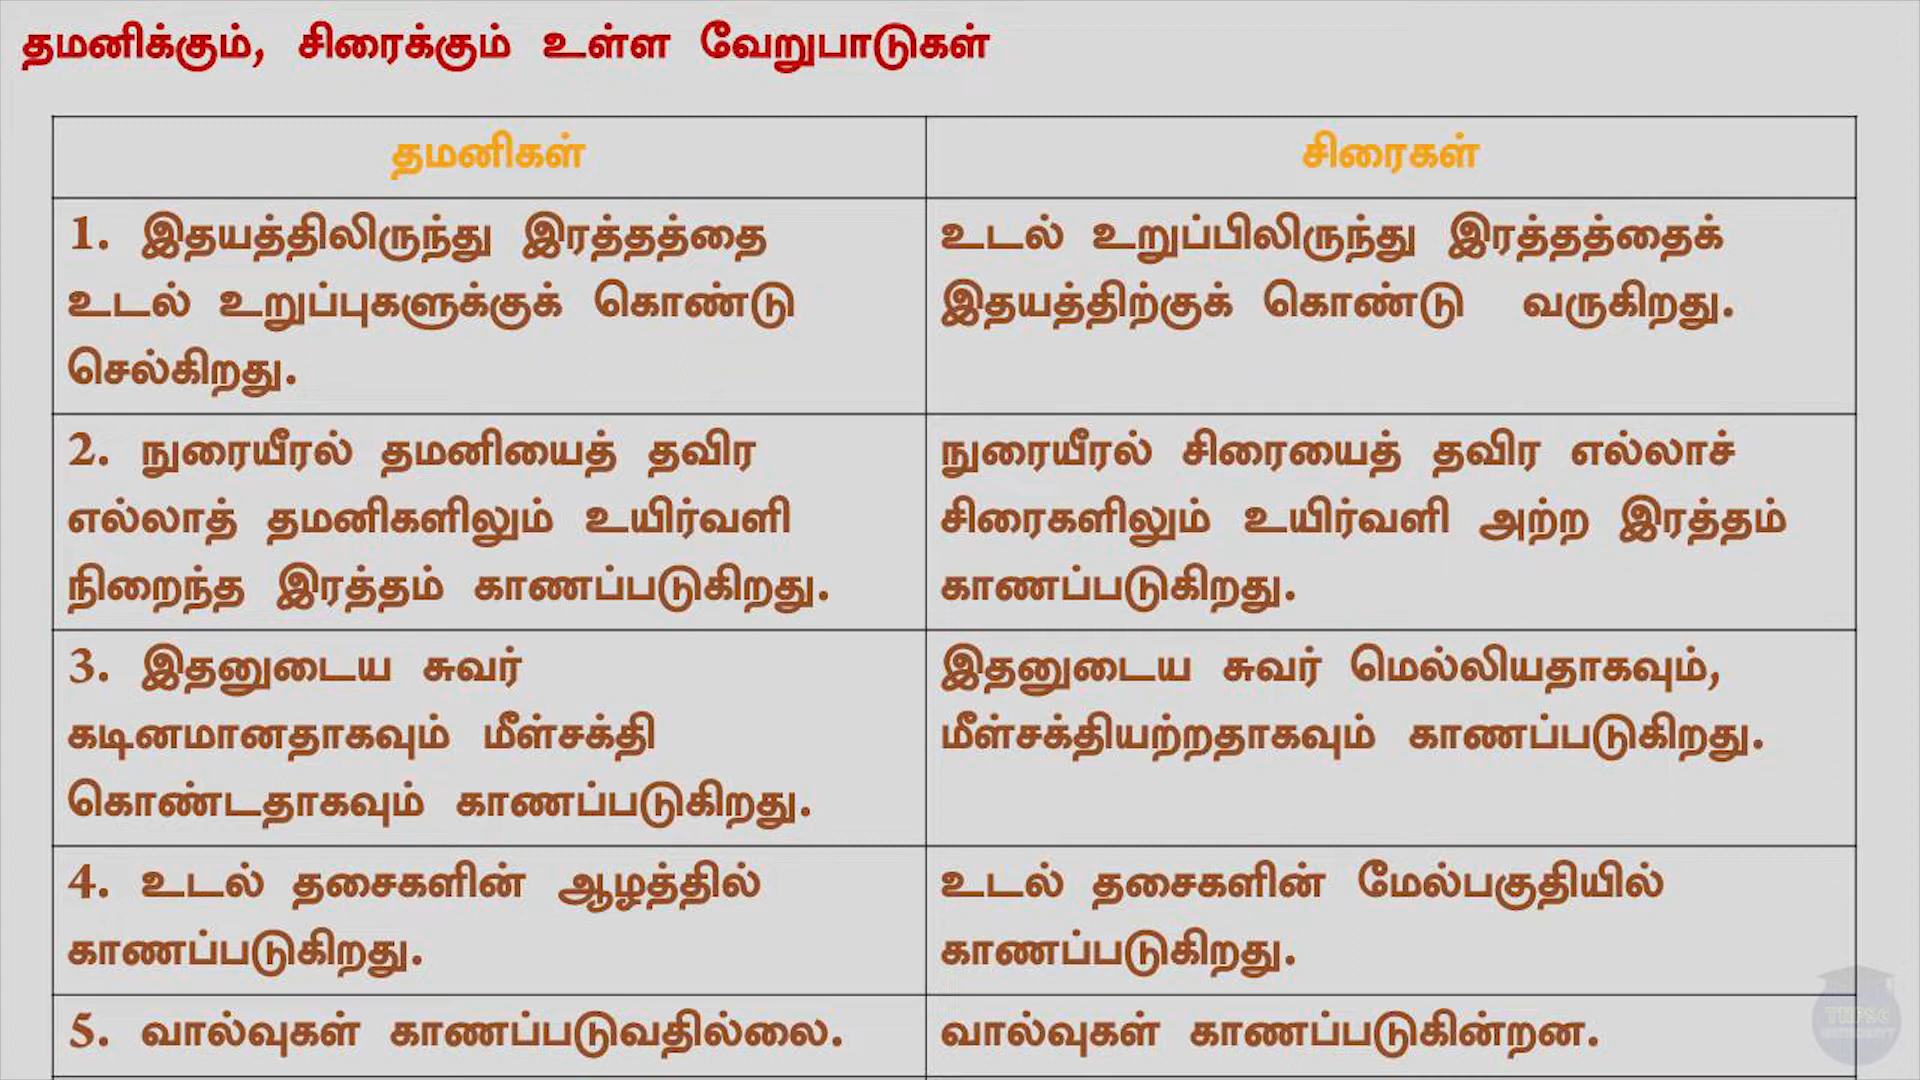 தமனிக்கும், சிரைக்கும் உள்ள வேறுபாடுகள்
தமனிகள்
சிரைகள்
1. இதயத்திலிருந்து இரத்தத்தை
உடல் உறுப்புகளுக்குக் கொண்டு
செல்கிறது.
உடல் உறுப்பிலிருந்து இரத்தத்தைக்
இதயத்திற்குக் கொண்டு வருகிறது.
2. நுரையீரல் தமனியைத் தவிர
எல்லாத் தமனிகளிலும் உயிர்வளி
நிறைந்த இரத்தம் காணப்படுகிறது.
நுரையீரல் சிரையைத் தவிர எல்லாச்
சிரைகளிலும் உயிர்வளி அற்ற இரத்தம்
காணப்படுகிறது.
3. இதனுடைய சுவர்
கடினமானதாகவும் மீள்சக்தி
கொண்டதாகவும் காணப்படுகிறது.
இதனுடைய சுவர் மெல்லியதாகவும்,
மீள்சக்தியற்றதாகவும் காணப்படுகிறது.
4. உடல் தசைகளின் ஆழத்தில்
காணப்படுகிறது.
உடல் தசைகளின் மேல்பகுதியில்
காணப்படுகிறது.
5. வால்வுகள் காணப்படுவதில்லை.
வால்வுகள் காணப்படுகின்றன.
TNPSC